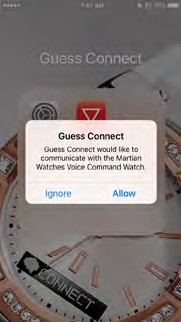 Guess Connect
Guess Connect
Guess Connect would like to
communicate with the Martian
Watches Voice Command Watch.
Ignore
Allow
CONNECT